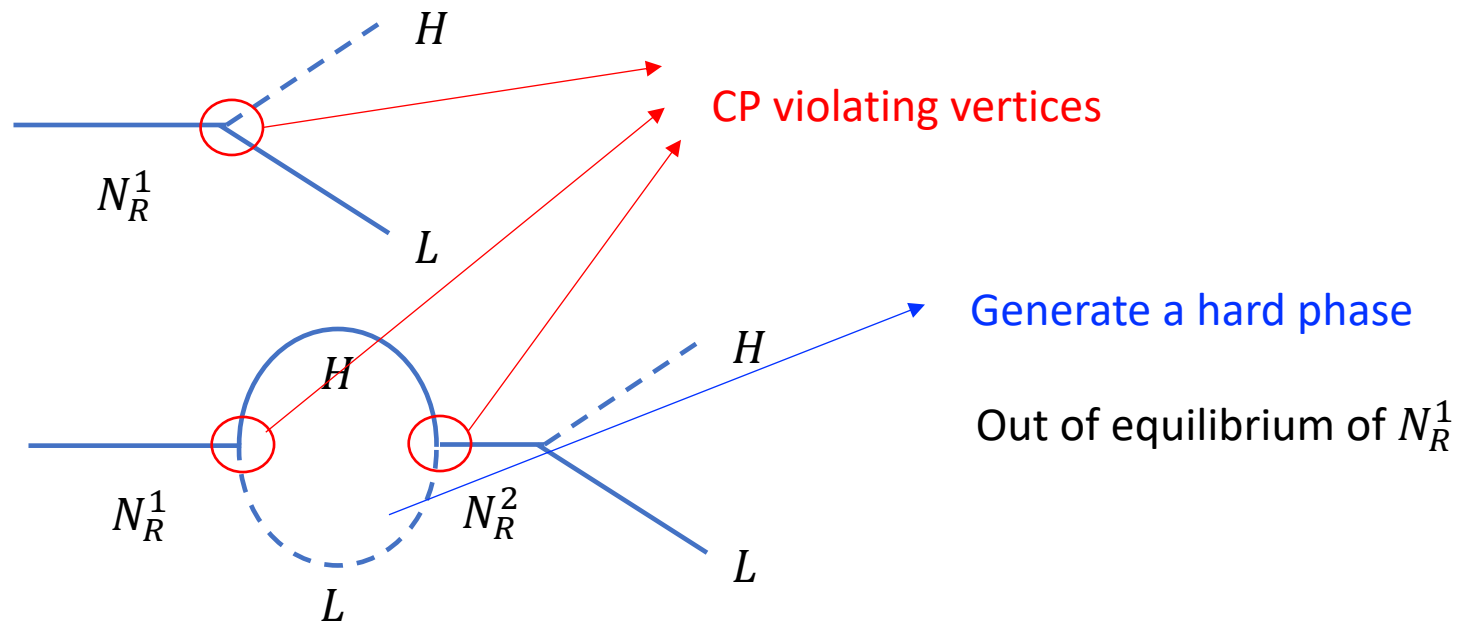 H
CP violating vertices
N_R^1
L
Generate a hard phase
H
H
Out of equilibrium of N_R^1
N_R^1
N_R^2
L
L